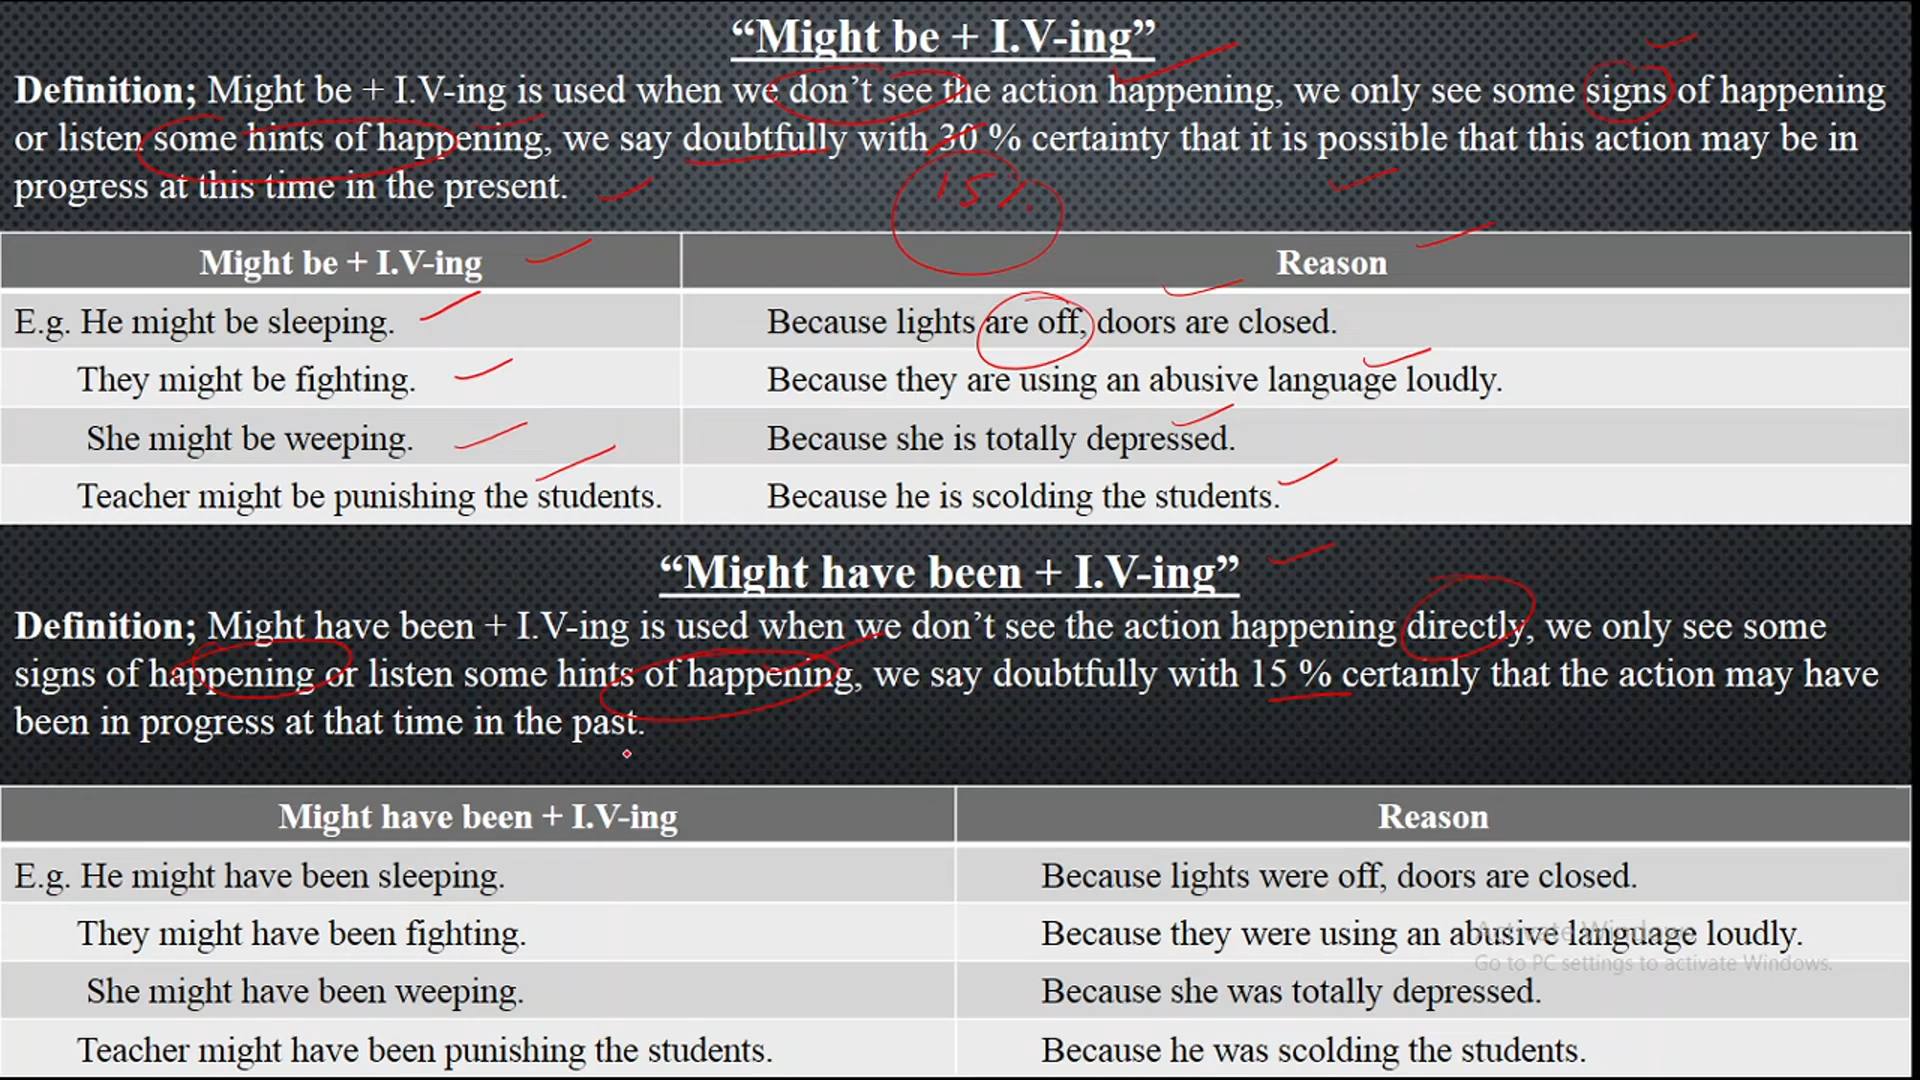 “Might be + I.V-ing”
Definition; Might be + I.V-ing is used when we don’t see the action happening, we only see some signs of happening
or listen some hints of happening, we say doubtfully with 30 % certainty that it is possible that this action may be in
progress at this time in the present.
15%
Might be + I.V-ing Reason
E.g. He might be sleeping. Because lights are off, doors are closed.
They might be fighting. Because they are using an abusive language loudly.
She might be weeping. Because she is totally depressed.
Teacher might be punishing the students. Because he is scolding the students.
“Might have been + I.V-ing”
Definition; Might have been + I.V-ing is used when we don’t see the action happening directly, we only see some
signs of happening or listen some hints of happening, we say doubtfully with 15 % certainly that the action may have
been in progress at that time in the past.
Might have been + I.V-ing Reason
E.g. He might have been sleeping. Because lights were off, doors are closed.
They might have been fighting. Because they were using an abusive language loudly.
She might have been weeping. Because she was totally depressed.
Teacher might have been punishing the students. Because he was scolding the students.
Activate Windows
Go to PC settings to activate Windows.